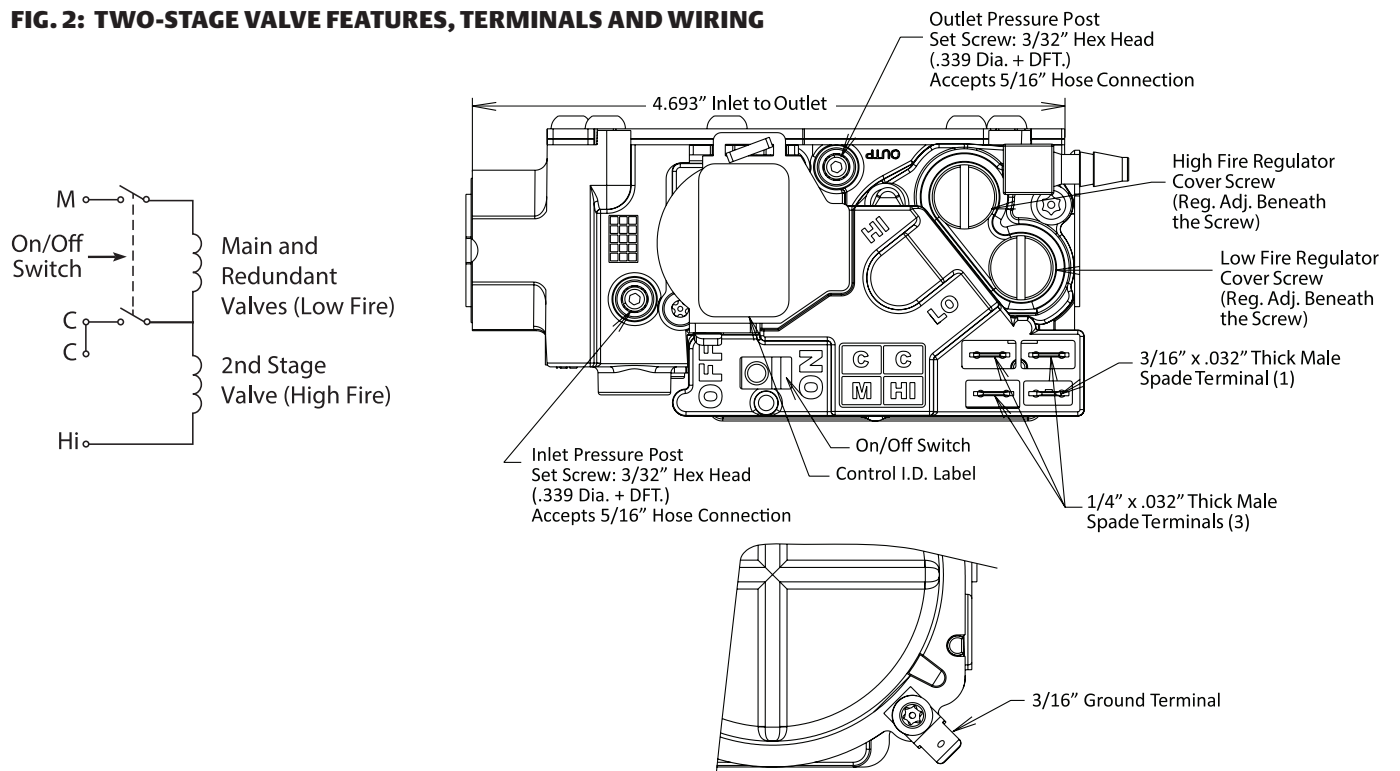 FIG. 2: TWO-STAGE VALVE FEATURES, TERMINALS AND WIRING
Outlet Pressure Post
Set Screw: 3/32” Hex Head
(.339 Dia. + DFT.)
Accepts 5/16” Hose Connection
4.693” Inlet to Outlet
OUTP
High Fire Regulator
Cover Screw
(Reg. Adj. Beneath
the Screw)
Low Fire Regulator
Cover Screw
(Reg. Adj. Beneath
the Screw)
M
On/Off
Switch
Main and
Redundant
Valves (Low Fire)
C
C
2nd Stage
Valve (High Fire)
Hi
HI
LO
OFF
ON
C C
M HI
3/16” x .032” Thick Male
Spade Terminal (1)
On/Off Switch
Control I.D. Label
Inlet Pressure Post
Set Screw: 3/32” Hex Head
(.339 Dia. + DFT.)
Accepts 5/16” Hose Connection
1/4” x .032” Thick Male
Spade Terminals (3)
3/16” Ground Terminal